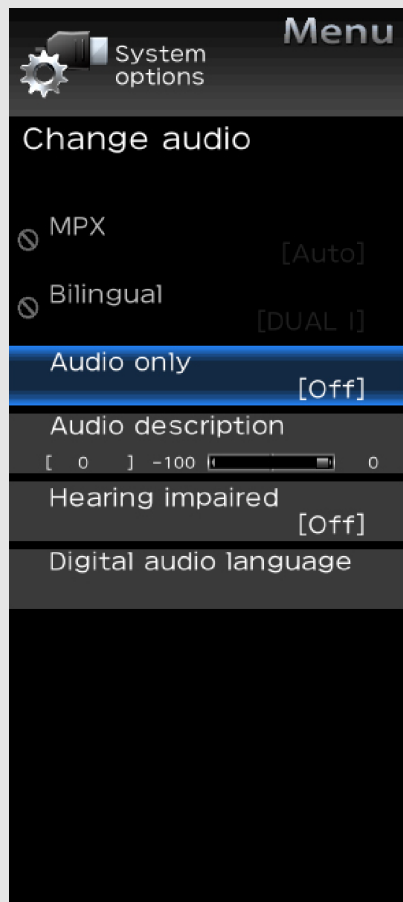 Menu
System
options
Change audio
MPX
[Auto]
Bilingual
[DUAL I]
Audio only
[Off]
Audio description
[ 0 ] -100 0
Hearing impaired
[Off]
Digital audio language